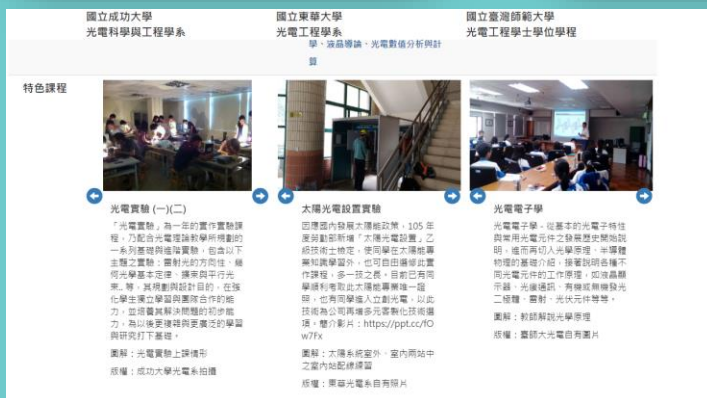 國立成功大學
光電科學與工程學系
國立東華大學
光電工程學系
國立臺灣師範大學
光電工程學士學位學程
學、液晶導論、光電數值分析與計
算
特色課程
光電實驗 (一)(二)
「光電實驗」為一年的實作實驗課
程，乃配合光電理論教學所規劃的
一系列基礎與進階實驗，包含以下
主題之實驗：雷射光的方向性、幾
何光學基本定律、擴束與平行光
束..等，其規劃與設計目的，在強
化學生獨立學習與團隊合作的能
力，並培養其解決問題的初步能
力，為以後更複雜與更廣泛的學習
與研究打下基礎。
圖解：光電實驗上課情形
版權：成功大學光電系拍攝
太陽光電設置實驗
因應國內發展太陽能政策，105 年
度勞動部新增「太陽光電設置」乙
級技術士檢定，使同學在太陽能專
業知識學習外，也可自由選修此實
作課程，多一技之長。目前已有同
學順利考取此太陽能專業唯一證
照，也有同學進入立創光電，以此
技術為公司再增多元客製化技術選
項。簡介影片：https://ppt.cc/fO
w7Fx
圖解：太陽系統室外、室內兩站中
之室內站配線練習
版權：東華光電系自有照片
光電電子學
光電電子學，從基本的光電子特性
與常用光電元件之發展歷史開始說
明，進而再切入光學原理、半導體
物理的基礎介紹，接著說明各種不
同光電元件的工作原理，如液晶顯
示器、光纖通訊、有機或無機發光
二極體、雷射、光伏元件等等。
圖解：教師解說光學原理
版權：臺師大光電自有圖片